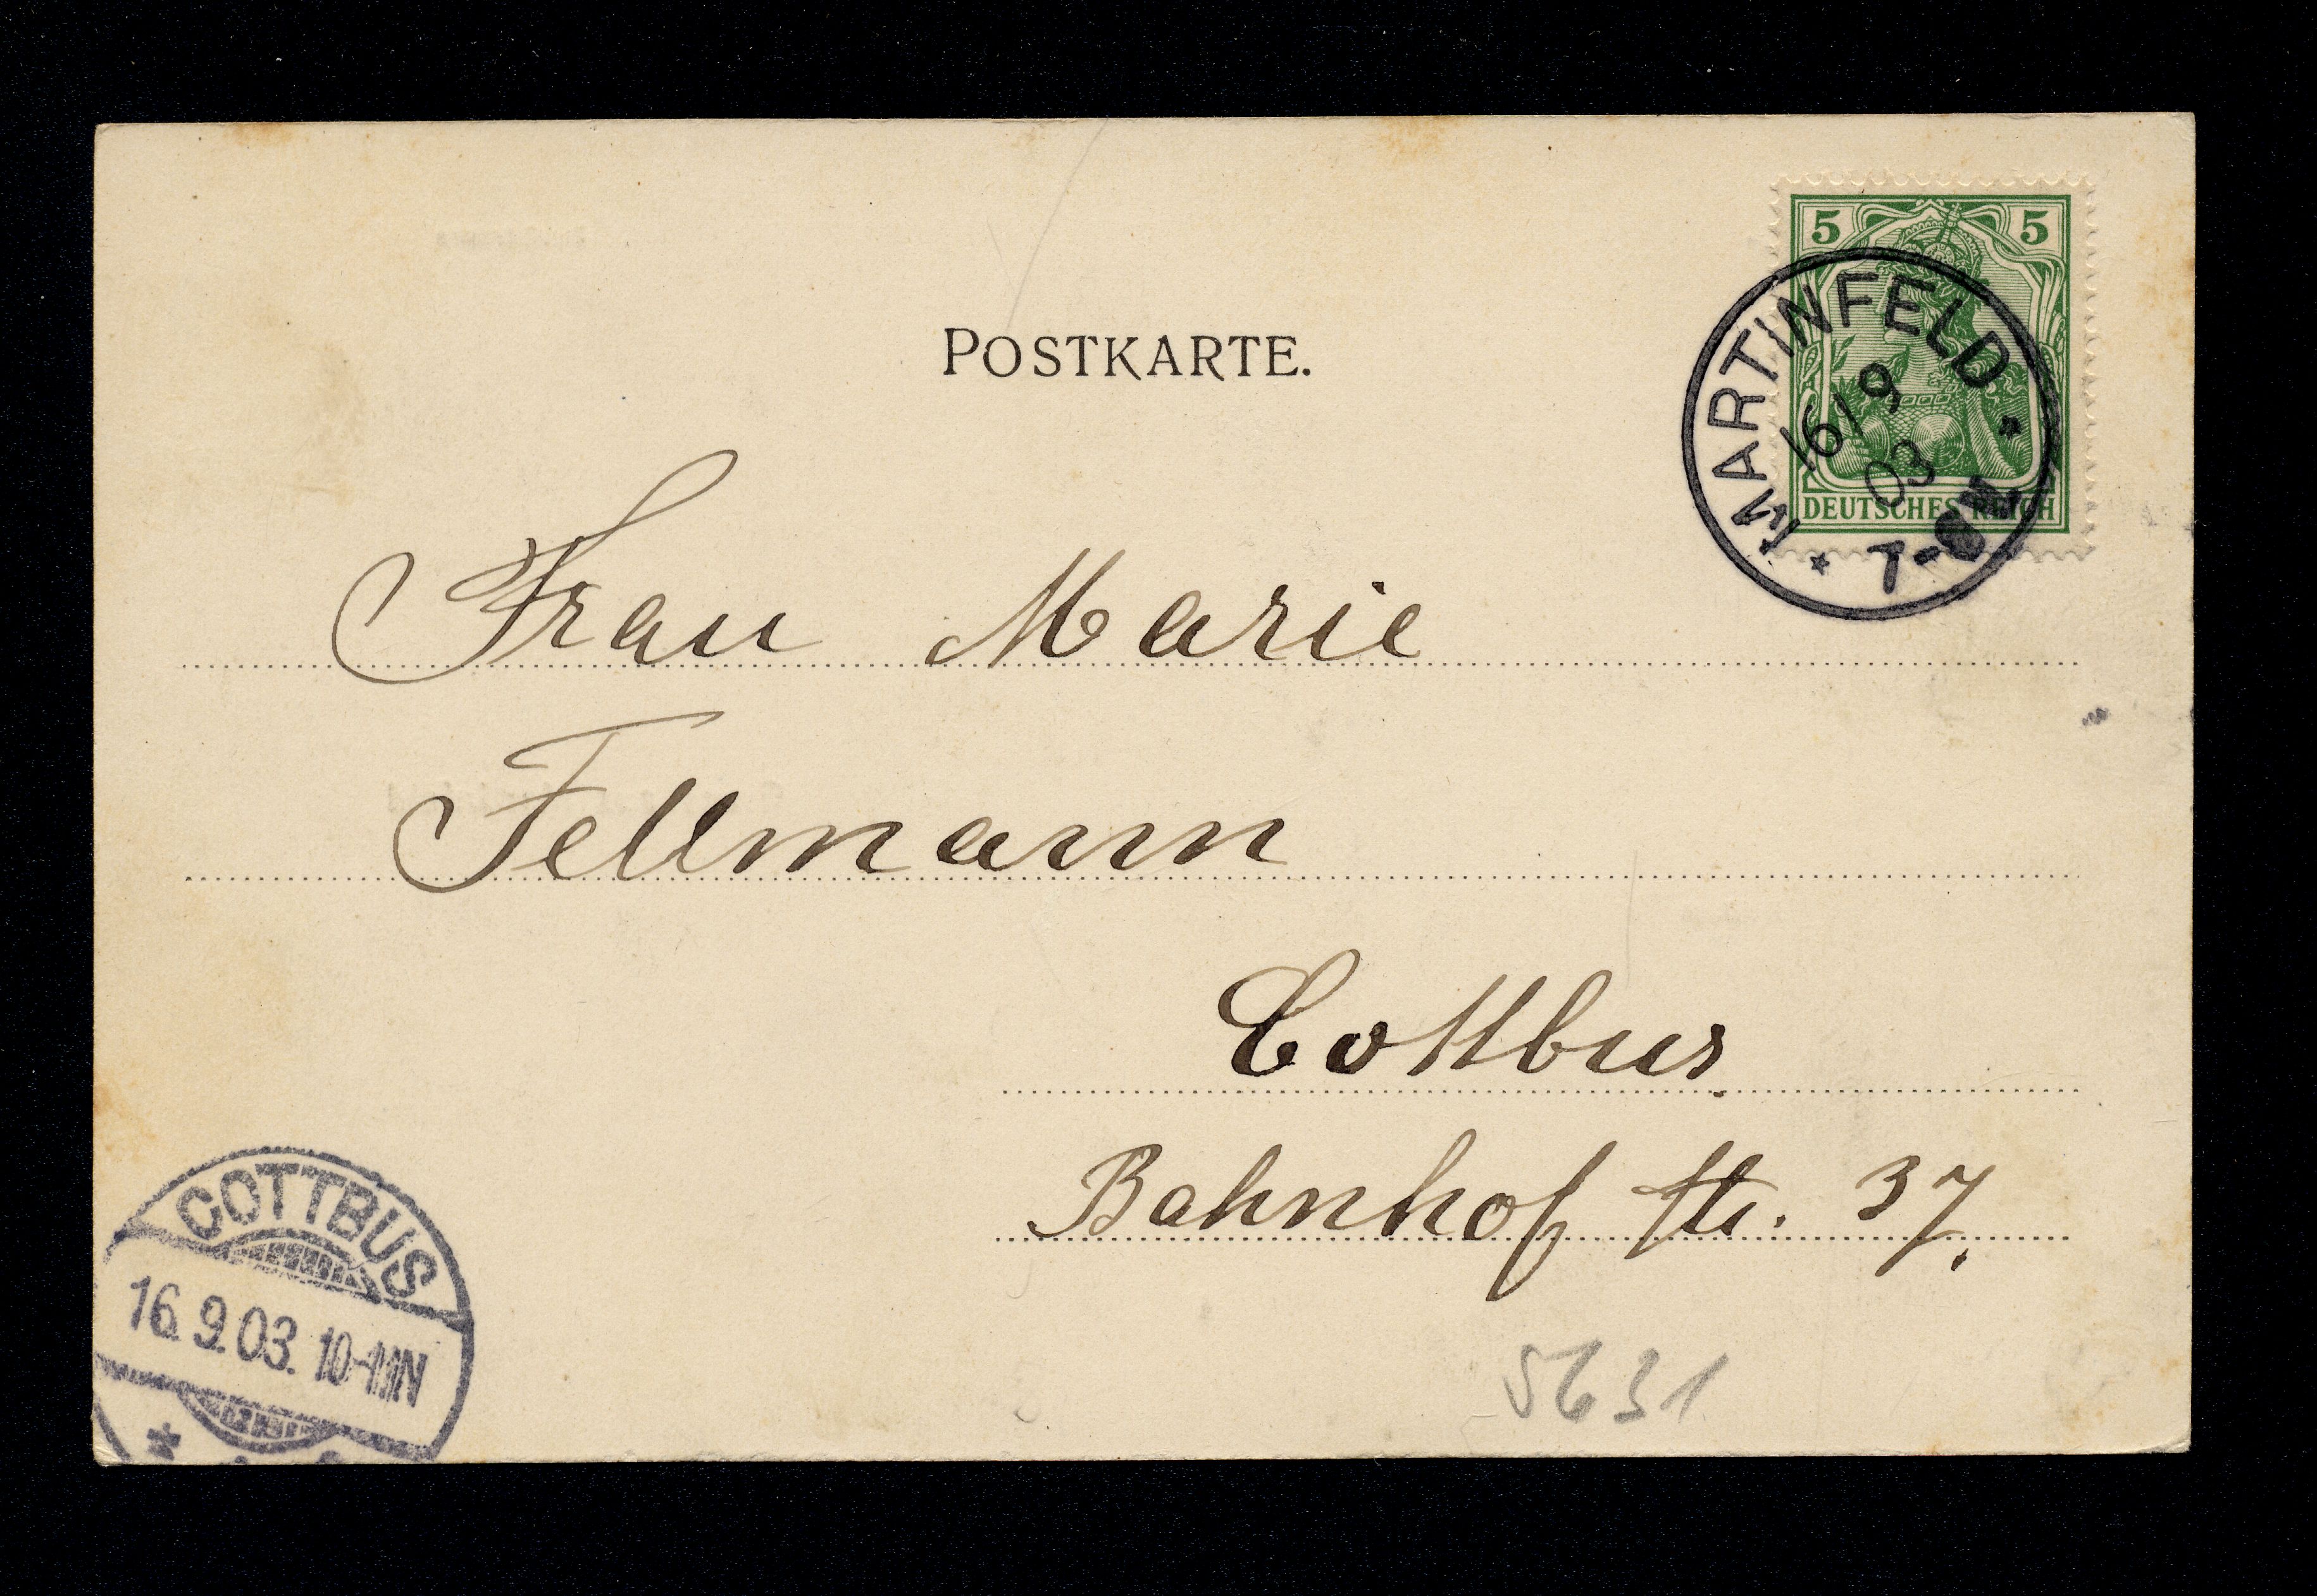 5 5
MARTINFELD
16/9
03
7-8V
DEUTSCHES REICH
POSTKARTE.
Frau Marie
Fellmann
Cottbus
Bahnhof str. 37.
COTTBUS
16.9.03. 10-11N
5631